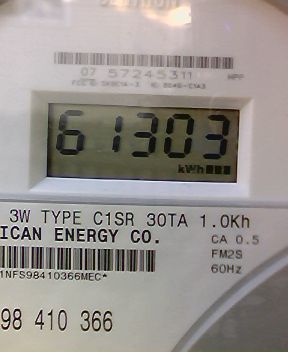 07 57245311 MPP
61303
kWh
3W TYPE C1SR 30TA 1.0Kh
ICAN ENERGY CO.
CA 0.5
FM2S
1NFS98410366MEC*
60Hz
98 410 366